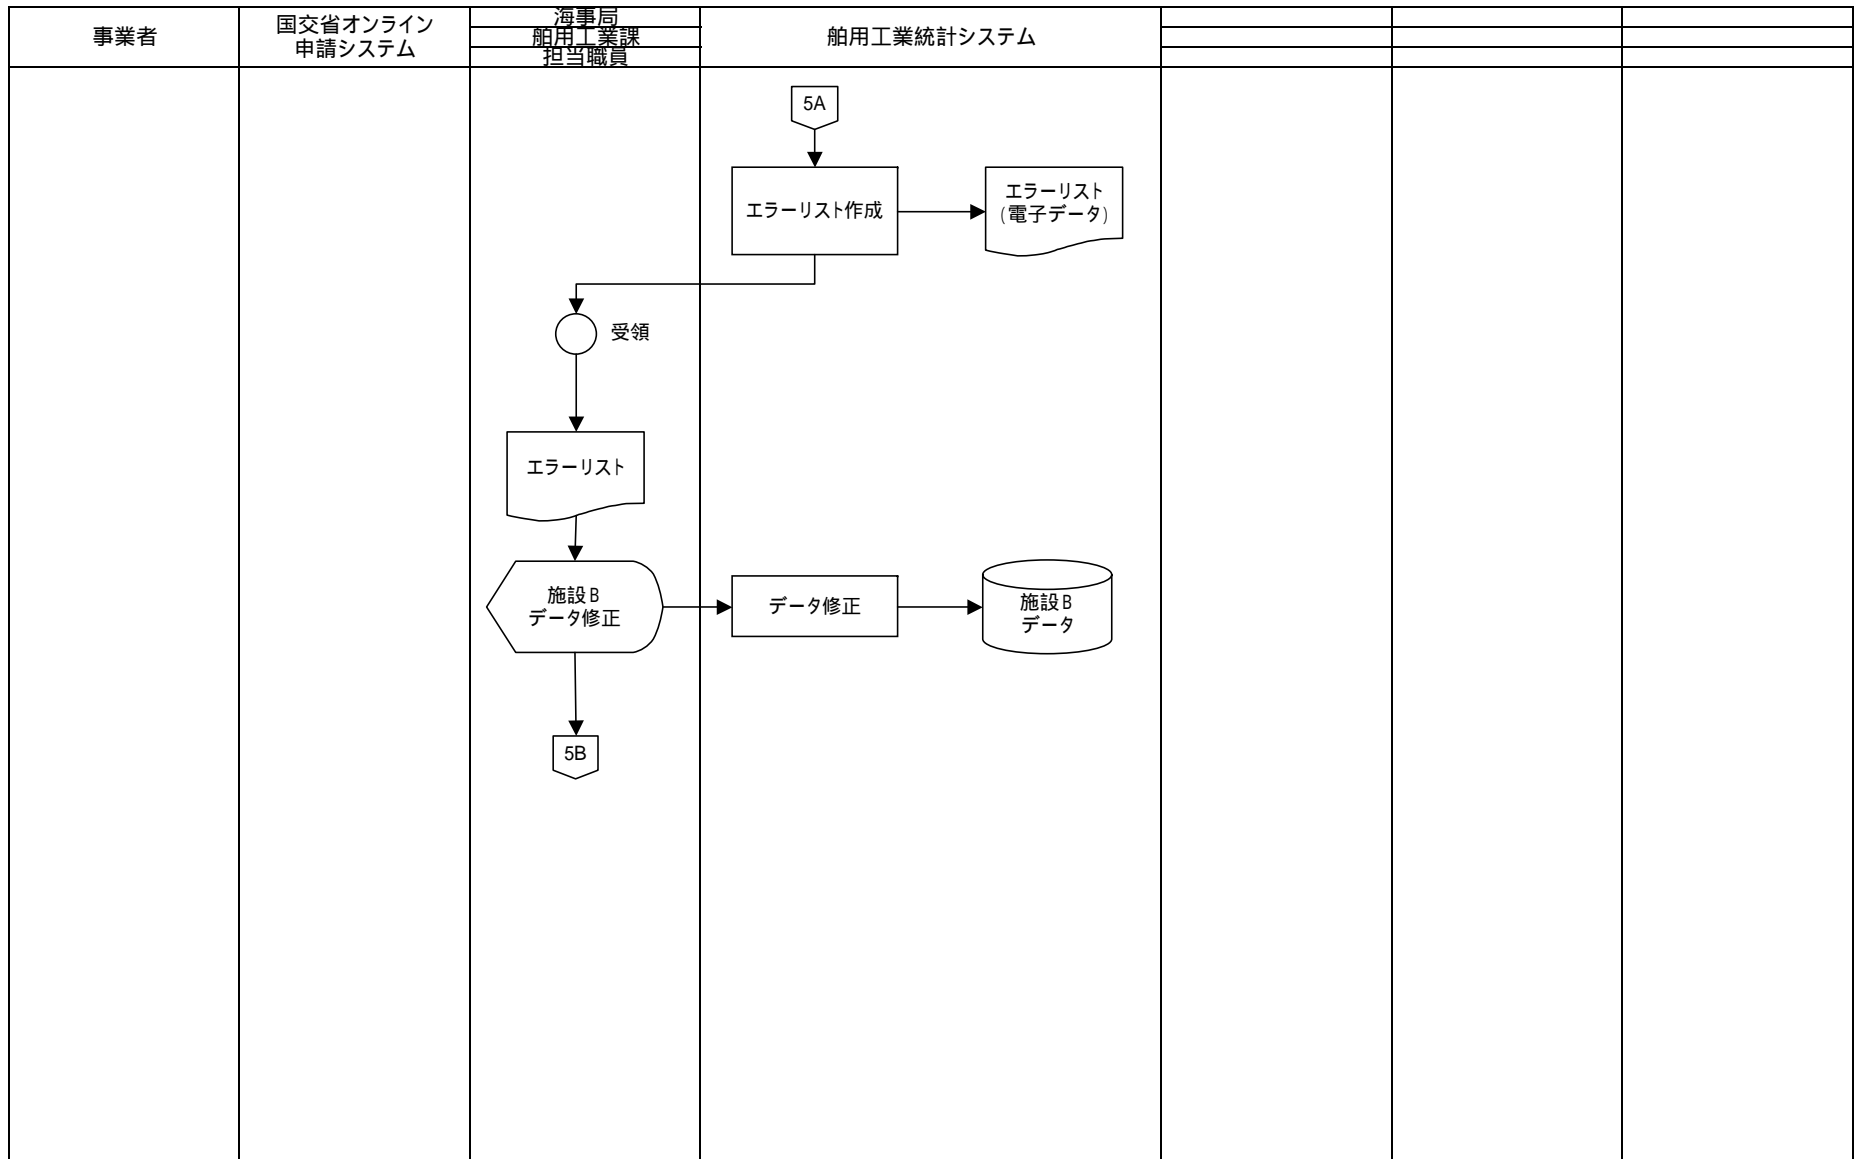 事業者
国交省オンライン
申請システム
海事局
舶用工業課
担当職員
舶用工業統計システム
5A
エラーリスト作成
エラーリスト
(電子データ)
受領
エラーリスト
施設B
データ修正
データ修正
施設B
データ
5B